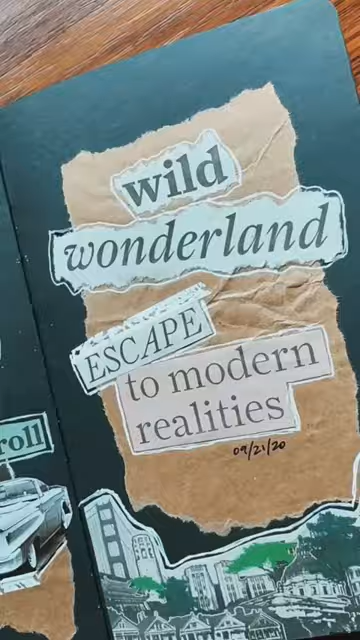 wild
wonderland
ESCAPE
to modern
realities
09/21/20
roll